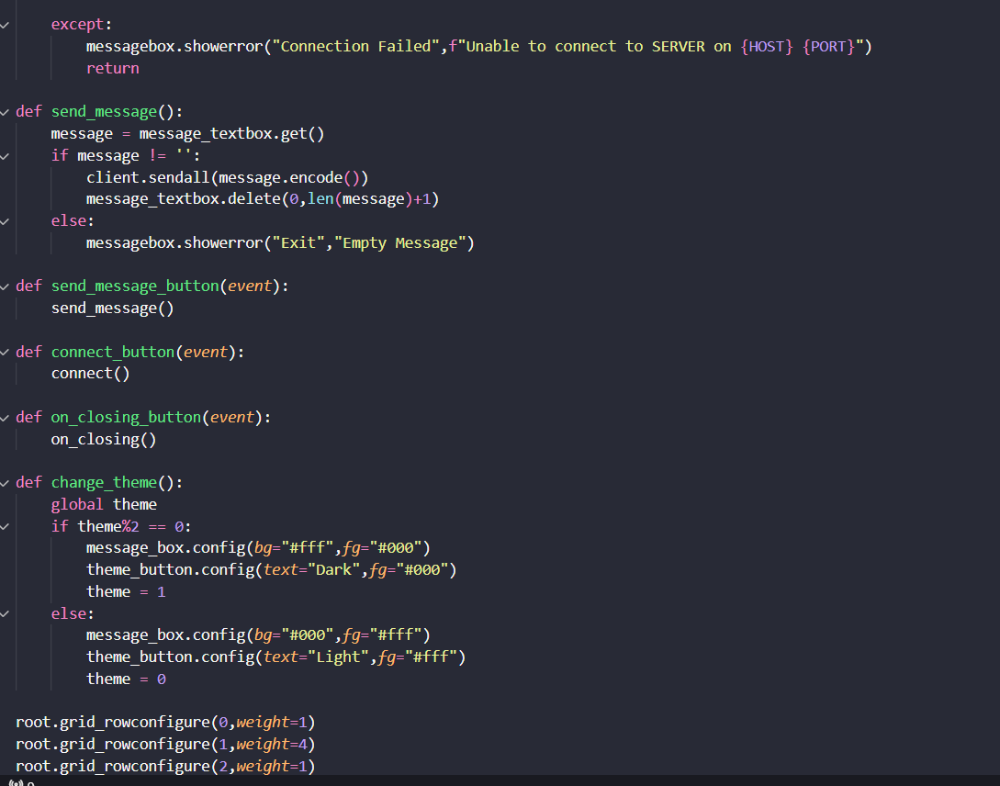 except:
messagebox.showerror("Connection Failed",f"Unable to connect to SERVER on {HOST} {PORT}")
return
def send_message():
message = message_textbox.get()
if message != '':
client.sendall(message.encode())
message_textbox.delete(0,len(message)+1)
else:
messagebox.showerror("Exit","Empty Message")
def send_message_button(event):
send_message()
def connect_button(event):
connect()
def on_closing_button(event):
on_closing()
def change_theme():
global theme
if theme%2 == 0:
message_box.config(bg="#fff",fg="#000")
theme_button.config(text="Dark",fg="#000")
theme = 1
else:
message_box.config(bg="#000",fg="#fff")
theme_button.config(text="Light",fg="#fff")
theme = 0
root.grid_rowconfigure(0,weight=1)
root.grid_rowconfigure(1,weight=4)
root.grid_rowconfigure(2,weight=1)